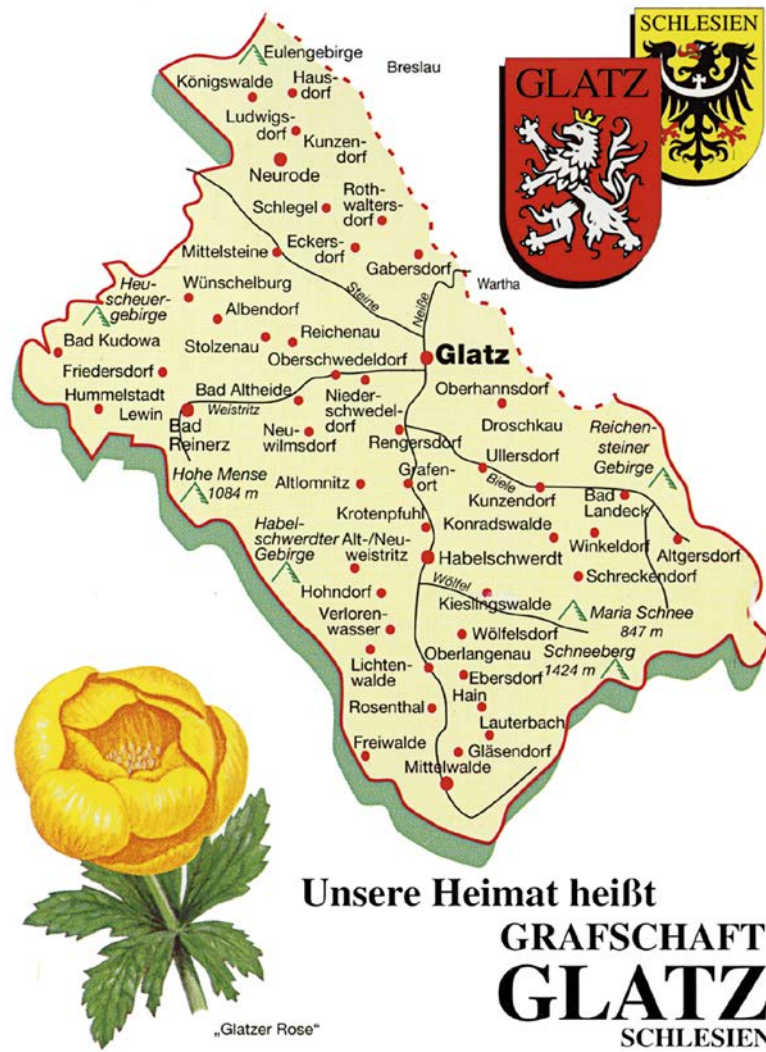 SCHLESIEN
GLATZ
Eulengebirge
Breslau
Königswalde
Haus-
dorf
Ludwigs-
dorf
Kunzen-
dorf
Neurode
Roth-
walters-
dorf
Schlegel
Eckers-
dorf
Mittelsteine
Gabersdorf
Heu-
scheuer-
gebirge
Wünschelburg
Steine
Neiße
Wartha
Albendorf
Bad Kudowa
Stolzenau
Reichenau
Glatz
Friedersdorf
Oberschwedeldorf
Hummelstadt
Lewin
Bad Altheide
Weistritz
Nieder-
schwedel-
dorf
Oberhannsdorf
Bad
Reinerz
Neu-
wilmsdorf
Rengersdorf
Droschkau
Reichen-
steiner
Gebirge
Ullersdorf
Hohe Mense
1084 m
Altlomnitz
Grafen-
ort
Biele
Kunzendorf
Bad
Landeck
Krotenpfuhl
Konradswalde
Habel-
schwerdter
Gebirge
Alt-/Neu-
weistritz
Habelschwerdt
Winkeldorf
Altgersdorf
Schreckendorf
Hohndorf
Wölfel
Kieslingswalde
Maria Schnee
847 m
Verloren-
wasser
Wölfelsdorf
Schneeberg
1424 m
Lichten-
walde
Oberlangenau
Ebersdorf
Hain
Rosenthal
Lauterbach
Freiwalde
Gläsendorf
Mittelwalde
Unsere Heimat heißt
GRAFSCHAFT
GLATZ
SCHLESIEN
„Glatzer Rose“